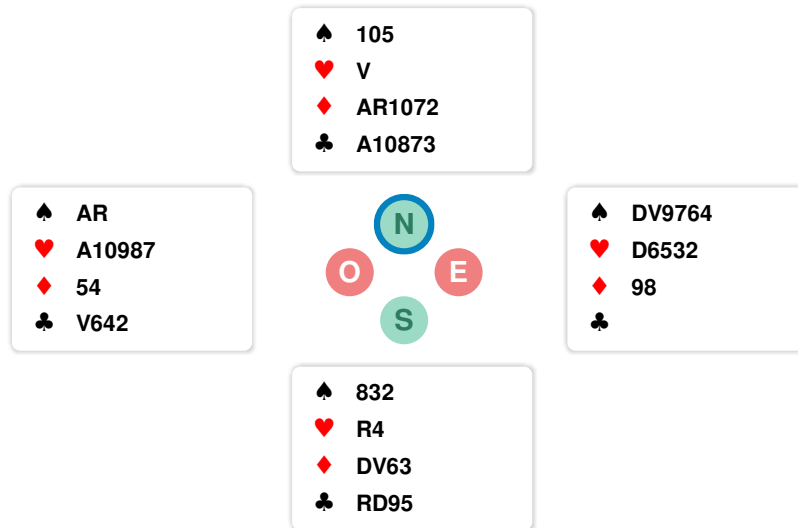 ♠ 105
♥ V
♦ AR1072
♣ A10873
♠ AR
♥ A10987
♦ 54
♣ V642
N
O E
S
♠ DV9764
♥ D6532
♦ 98
♣
♠ 832
♥ R4
♦ DV63
♣ RD95